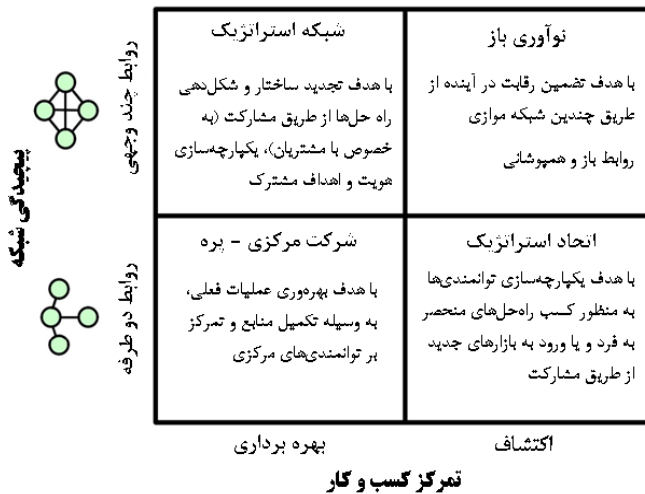 نوآوری باز
با هدف تضمین رقابت در آینده از
طریق چندین شبکه موازی
روابط باز و همپوشانی
شبکه استراتژیک
با هدف تجدید ساختار و شکل‌دهی
راه حل‌ها از طریق مشارکت (به
خصوص با مشتریان)، یکپارچه‌سازی
هویت و اهداف مشترک
روابط چند وجهی
اتحاد استراتژیک
با هدف یکپارچه‌سازی توانمندی‌ها
به منظور کسب راه‌حل‌های منحصر
به فرد و یا ورود به بازارهای جدید
از طریق مشارکت
شرکت مرکزی - پره
با هدف بهره‌وری عملیات فعلی،
به وسیله تکمیل منابع و تمرکز
بر توانمندی‌های مرکزی
روابط دو طرفه
پیچیدگی شبکه
اکتشاف
بهره برداری
تمرکز کسب و کار